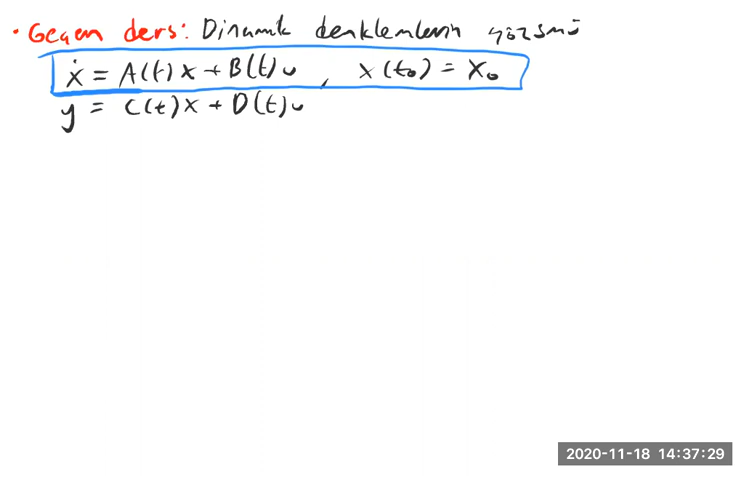 • Geçen ders: Dinamik denklemlerin çözümü
ẋ = A(t)x + B(t)u , x(t₀) = x₀
y = C(t)x + D(t)u
2020-11-18 14:37:29